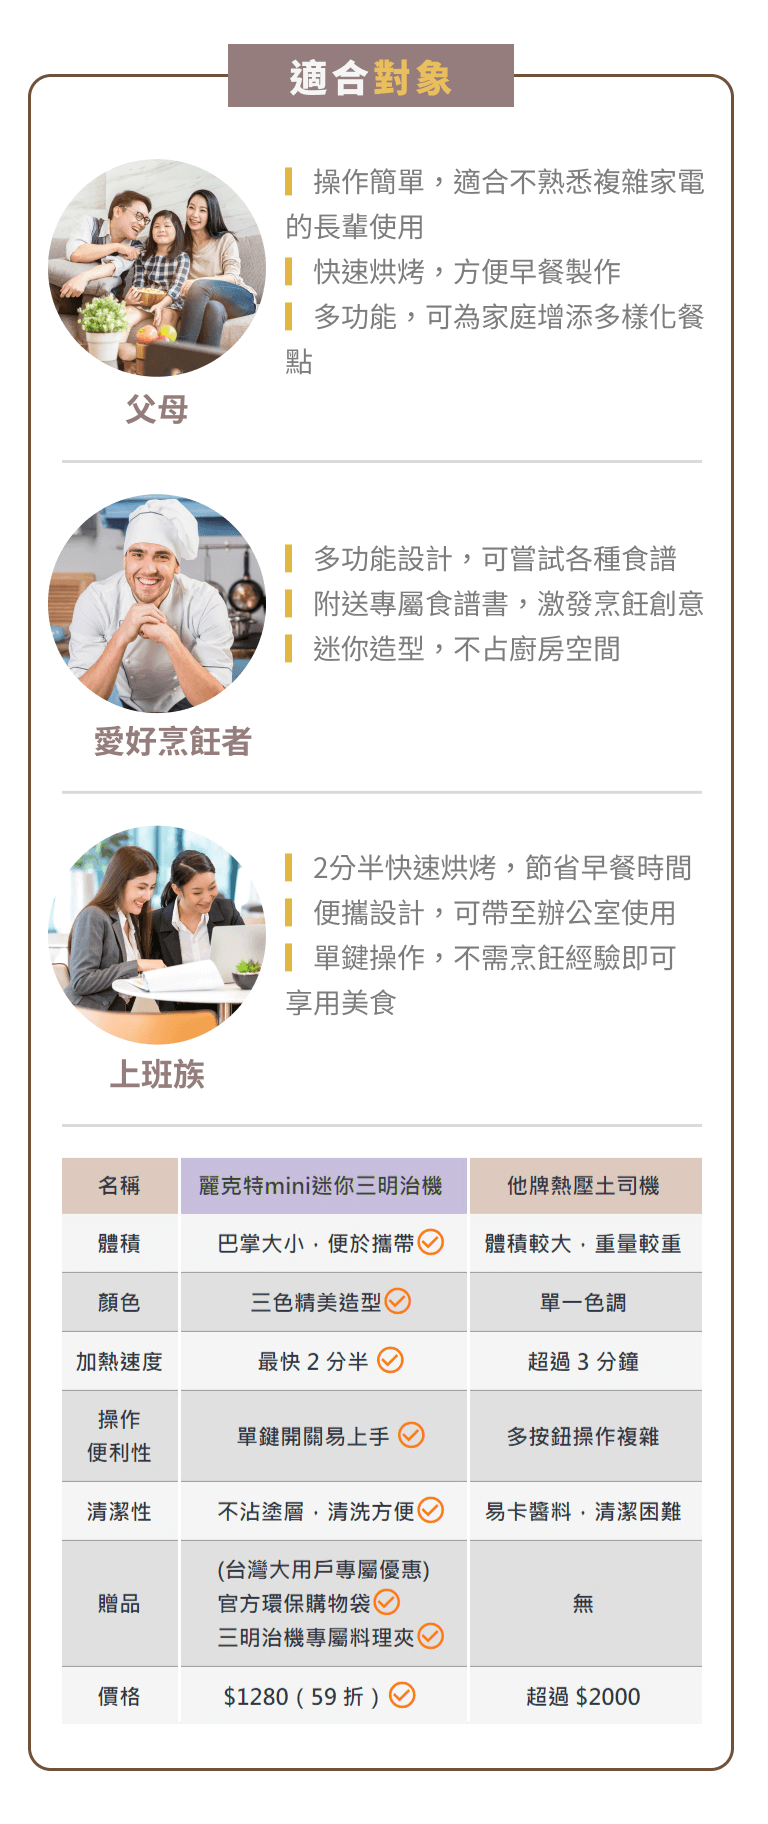 適合對象
操作簡單，適合不熟悉複雜家電
的長輩使用
快速烘烤，方便早餐製作
多功能，可為家庭增添多樣化餐
點
父母
多功能設計，可嘗試各種食譜
附送專屬食譜書，激發烹飪創意
迷你造型，不占廚房空間
愛好烹飪者
2分半快速烘烤，節省早餐時間
便攜設計，可帶至辦公室使用
單鍵操作，不需烹飪經驗即可
享用美食
上班族
名稱 麗克特mini迷你三明治機 他牌熱壓土司機
體積 巴掌大小，便於攜帶 體積較大，重量較重
顏色 三色精美造型 單一色調
加熱速度 最快 2 分半 超過 3 分鐘
操作
便利性 單鍵開關易上手 多按鈕操作複雜
清潔性 不沾塗層，清洗方便 易卡醬料，清潔困難
(台灣大用戶專屬優惠)
贈品 官方環保購物袋 無
三明治機專屬料理夾
價格 $1280（59 折） 超過 $2000